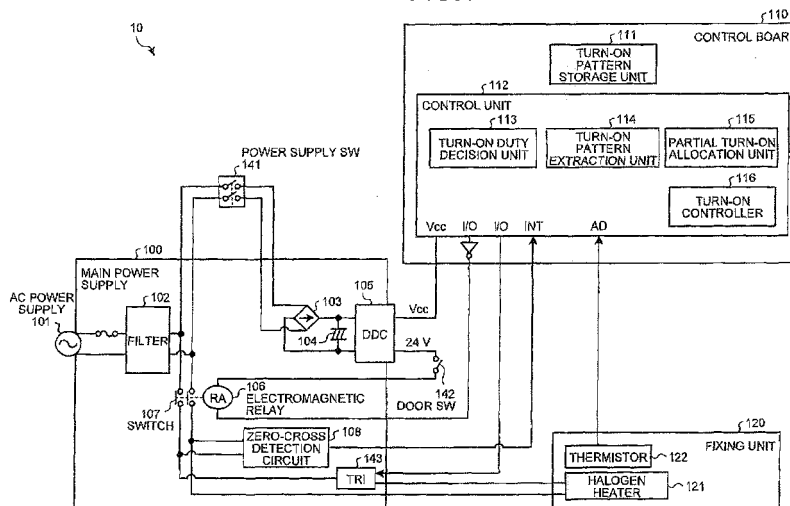 10
110
CONTROL BOAR
111
TURN-ON
PATTERN
STORAGE UNIT
112
CONTROL UNIT
113
TURN-ON DUTY
DECISION UNIT
114
TURN-ON
PATTERN
EXTRACTION UNIT
115
PARTIAL TURN-ON
ALLOCATION UNIT
116
TURN-ON
CONTROLLER
Vcc
I/O
I/O
INT
AD
POWER SUPPLY SW
141
100
MAIN POWER
SUPPLY
AC POWER
SUPPLY
101
102
FILTER
103
104
105
DDC
Vcc
24 V
142
DOOR SW
106
RA
ELECTROMAGNETIC
RELAY
107
SWITCH
108
ZERO-CROSS
DETECTION
CIRCUIT
143
TRI
120
FIXING UNIT
THERMISTOR
122
HALOGEN
HEATER
121